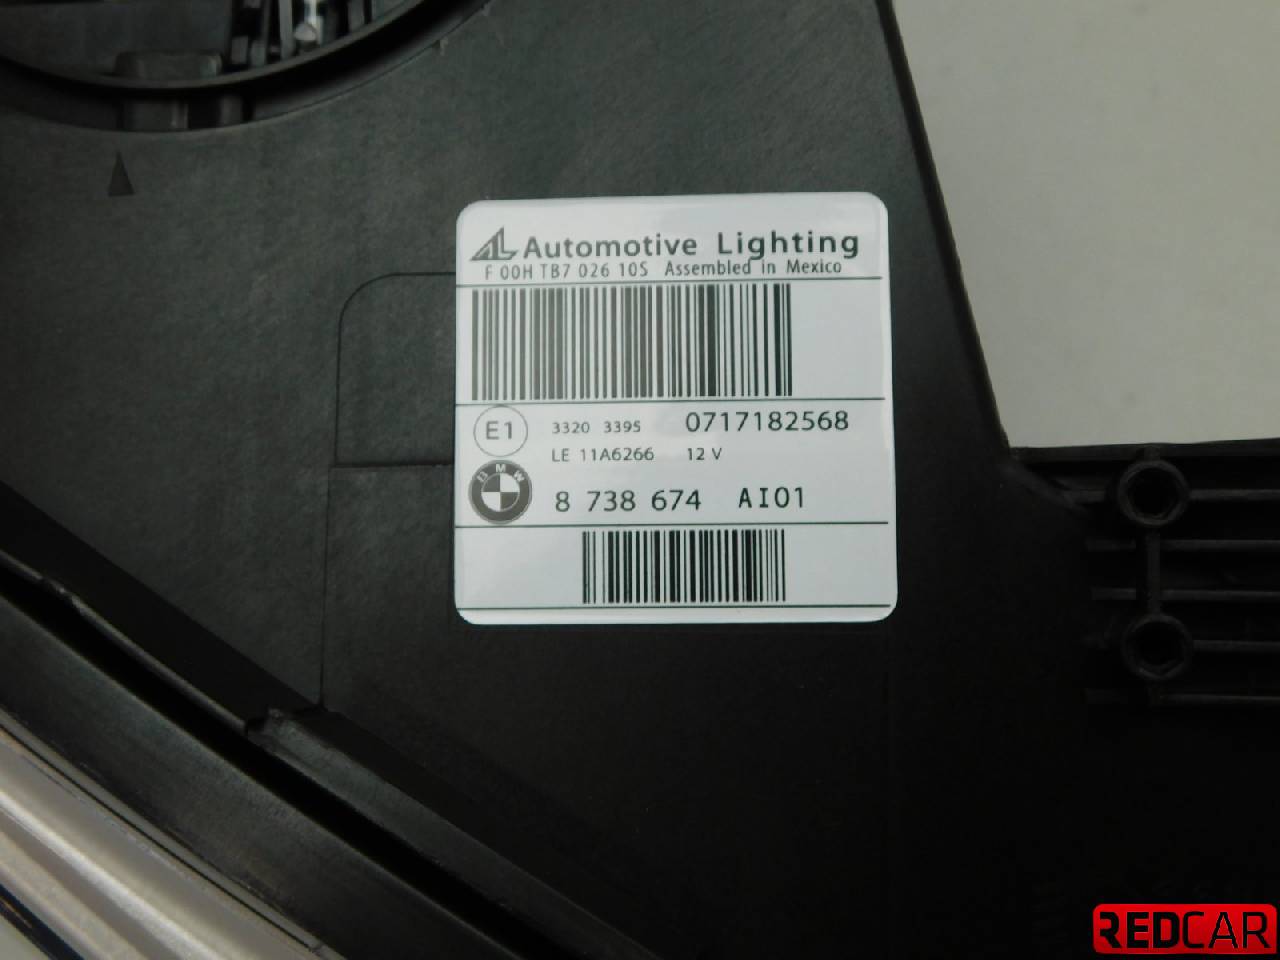 AL Automotive Lighting
F 00H TB7 026 10S Assembled in Mexico
E1 3320 3395 0717182568
LE 11A6266 12 V
BMW 8 738 674 AI01
REDCAR